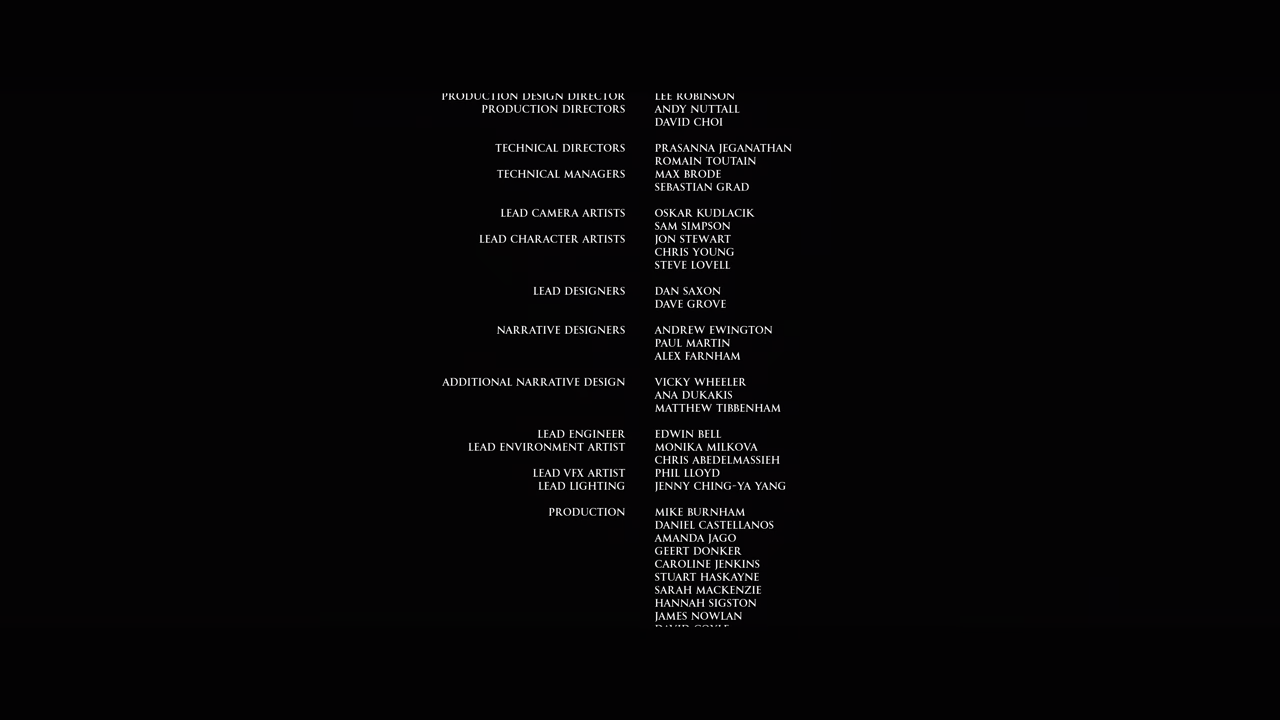 PRODUCTION DESIGN DIRECTOR LEE ROBINSON
PRODUCTION DIRECTORS ANDY NUTTALL
DAVID CHOI
TECHNICAL DIRECTORS PRASANNA JEGANATHAN
ROMAIN TOUTAIN
TECHNICAL MANAGERS MAX BRODE
SEBASTIAN GRAD
LEAD CAMERA ARTISTS OSKAR KUDLACIK
SAM SIMPSON
LEAD CHARACTER ARTISTS JON STEWART
CHRIS YOUNG
STEVE LOVELL
LEAD DESIGNERS DAN SAXON
DAVE GROVE
NARRATIVE DESIGNERS ANDREW EWINGTON
PAUL MARTIN
ALEX FARNHAM
ADDITIONAL NARRATIVE DESIGN VICKY WHEELER
ANA DUKAKIS
MATTHEW TIBBENHAM
LEAD ENGINEER EDWIN BELL
LEAD ENVIRONMENT ARTIST MONIKA MILKOVA
CHRIS ABEDELMASSIEH
LEAD VFX ARTIST PHIL LLOYD
LEAD LIGHTING JENNY CHING-YA YANG
PRODUCTION MIKE BURNHAM
DANIEL CASTELLANOS
AMANDA JAGO
GEERT DONKER
CAROLINE JENKINS
STUART HASKAYNE
SARAH MACKENZIE
HANNAH SIGSTON
JAMES NOWLAN